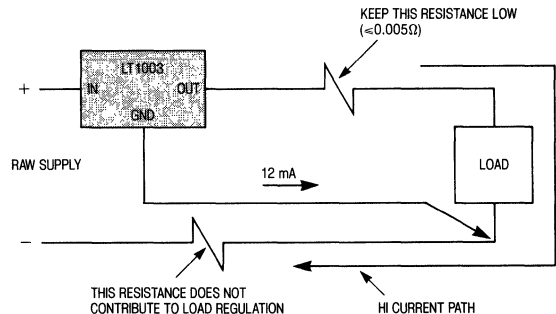 KEEP THIS RESISTANCE LOW
(≤0.005Ω)
LT1003
+
IN
OUT
GND
RAW SUPPLY
LOAD
12 mA
−
THIS RESISTANCE DOES NOT
CONTRIBUTE TO LOAD REGULATION
HI CURRENT PATH